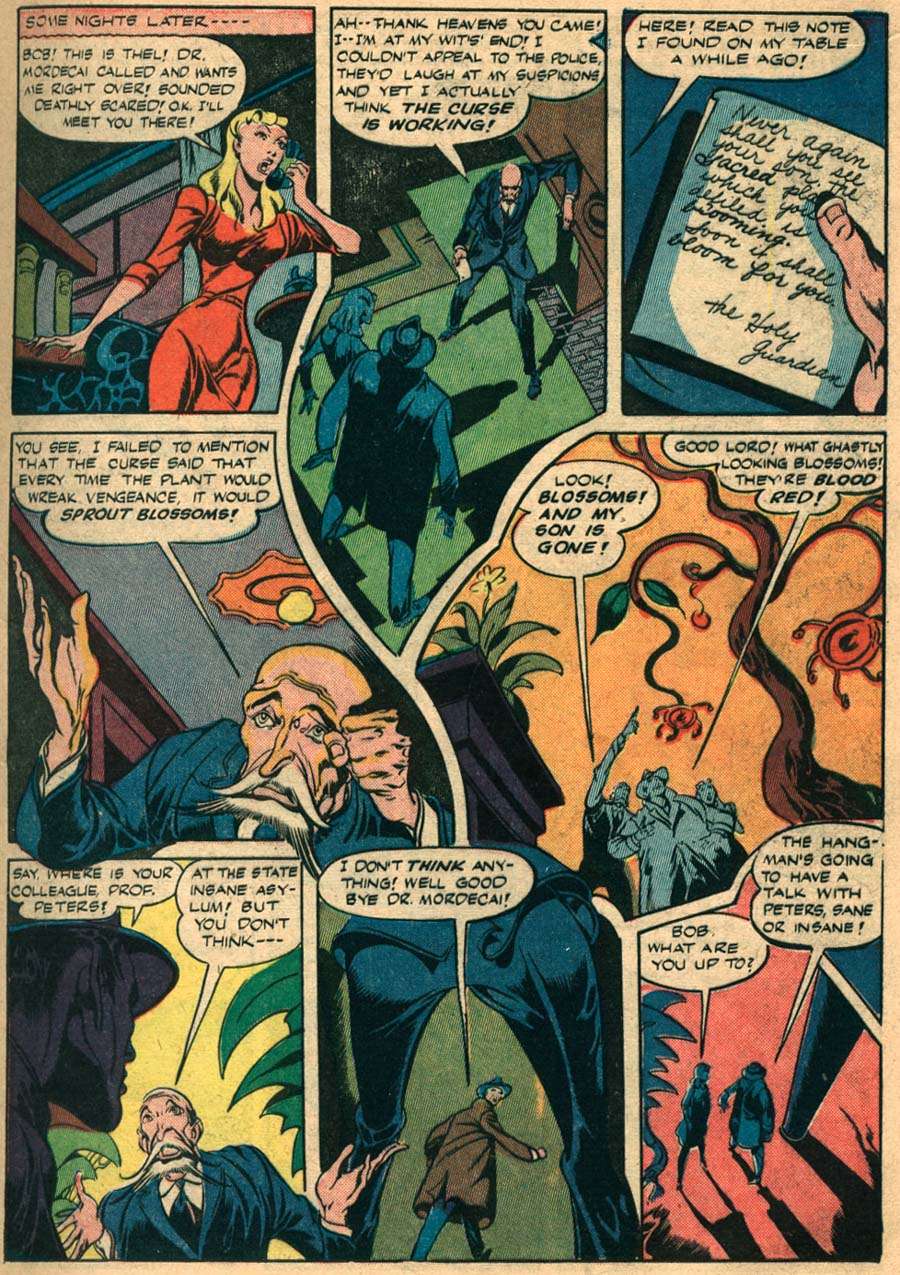 SOME NIGHTS LATER----
BOB! THIS IS THEL! DR.
MORDECAI CALLED AND WANTS
ME RIGHT OVER! SOUNDED
DEATHLY SCARED! O.K. I'LL
MEET YOU THERE!
AH--THANK HEAVENS YOU CAME!
I--I'M AT MY WITS' END! I
COULDN'T APPEAL TO THE POLICE,
THEY'D LAUGH AT MY SUSPICIONS
AND YET I ACTUALLY
THINK THE CURSE
IS WORKING!
HERE! READ THIS NOTE
I FOUND ON MY TABLE
A WHILE AGO!
Never again
shall you see
your son, the
sacred plant
which you
defiled is
blooming.
Soon it shall
bloom for you.
the Holy
Guardian
YOU SEE, I FAILED TO MENTION
THAT THE CURSE SAID THAT
EVERY TIME THE PLANT WOULD
WREAK VENGEANCE, IT WOULD
SPROUT BLOSSOMS!
LOOK!
BLOSSOMS!
AND MY
SON IS
GONE!
GOOD LORD! WHAT GHASTLY
LOOKING BLOSSOMS!
THEY'RE BLOOD
RED!
SAY, WHERE IS YOUR
COLLEAGUE, PROF.
PETERS?
AT THE STATE
INSANE ASY-
LUM! BUT
YOU DON'T
THINK---
I DON'T THINK ANY-
THING! WELL GOOD
BYE DR. MORDECAI!
BOB,
WHAT ARE
YOU UP TO?
THE HANG-
MAN'S GOING
TO HAVE A
TALK WITH
PETERS, SANE
OR INSANE!